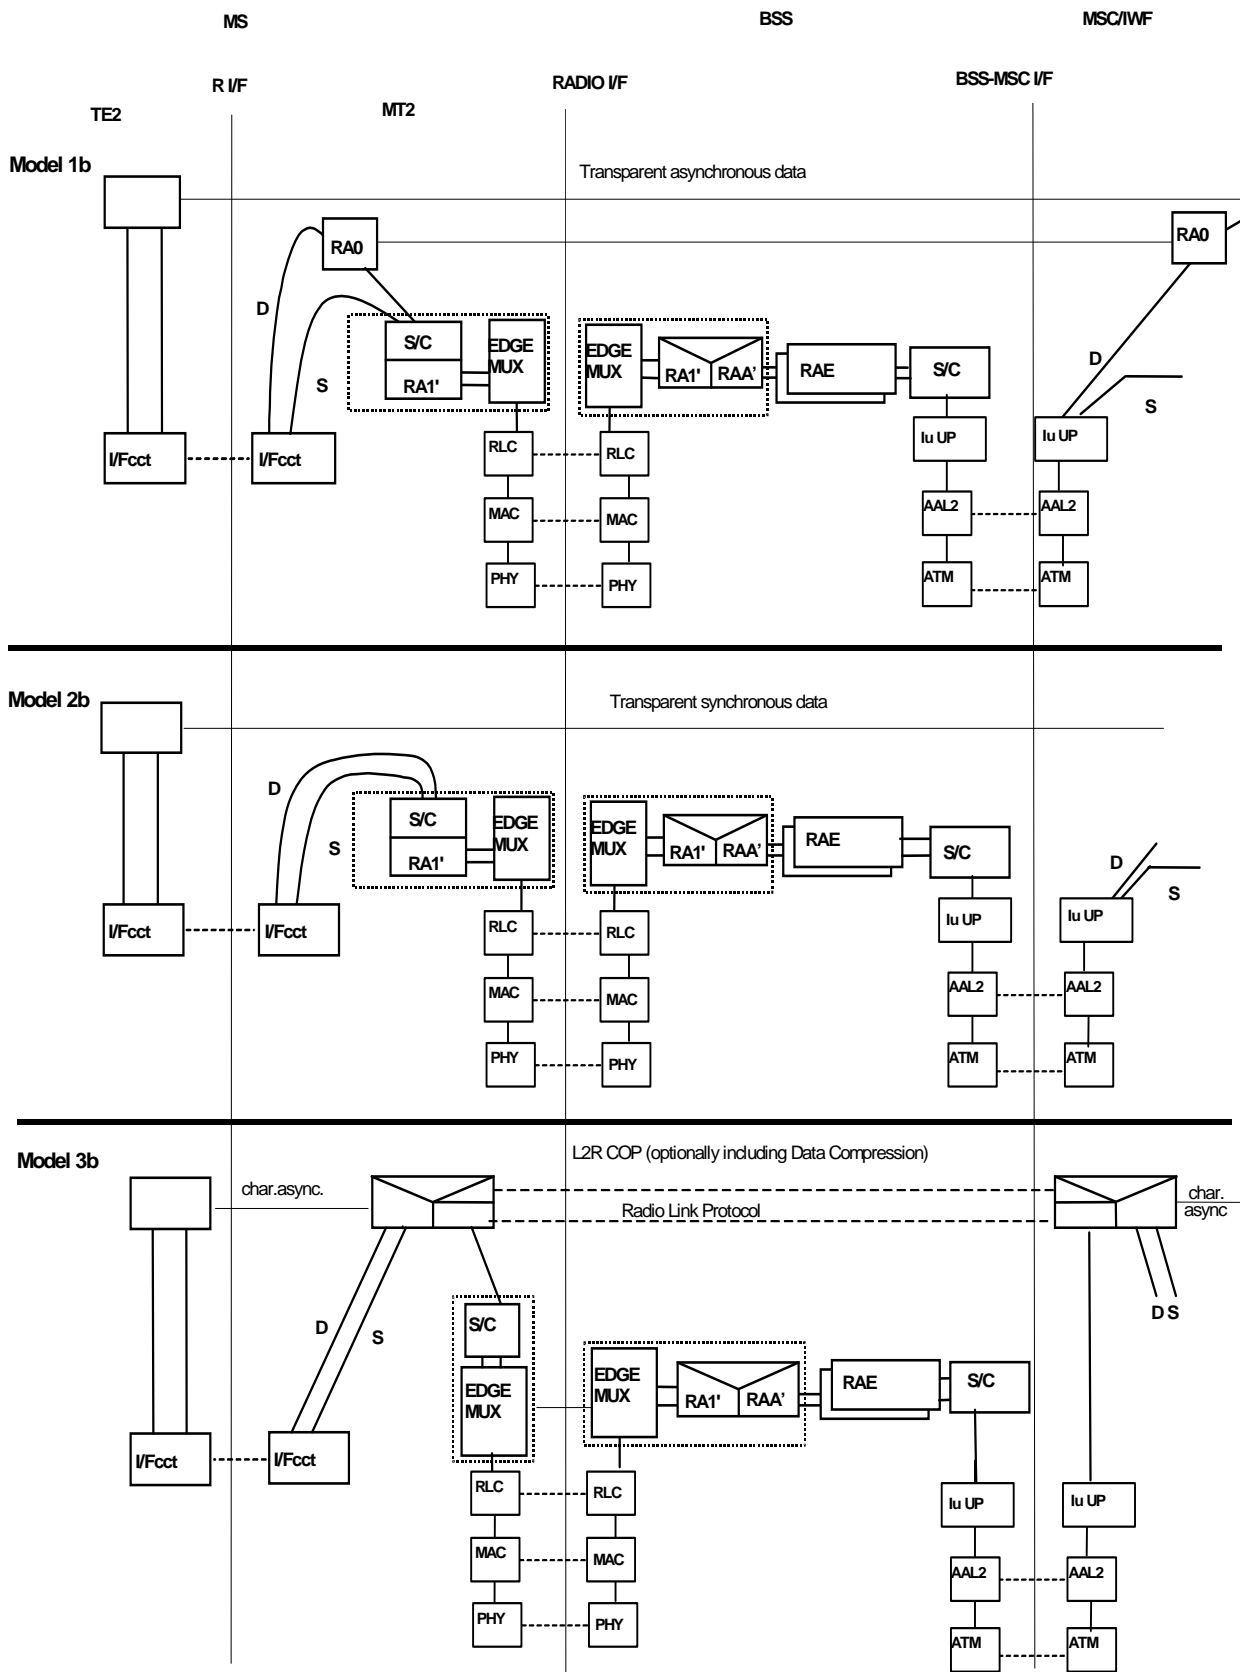 MS
BSS
MSC/IWF
R I/F
RADIO I/F
BSS-MSC I/F
TE2
MT2
Model 1b
Transparent asynchronous data
RA0
RA0
D
S/C
EDGE
MUX
RA1'
S
EDGE
MUX
RA1'
RAA'
RAE
S/C
D
S
I/Fcct
I/Fcct
RLC
RLC
Iu UP
Iu UP
MAC
MAC
AAL2
AAL2
PHY
PHY
ATM
ATM
Model 2b
Transparent synchronous data
D
S
S/C
RA1'
EDGE
MUX
EDGE
MUX
RA1'
RAA'
RAE
S/C
D
S
I/Fcct
I/Fcct
RLC
RLC
Iu UP
Iu UP
MAC
MAC
AAL2
AAL2
PHY
PHY
ATM
ATM
Model 3b
L2R COP (optionally including Data Compression)
char.async.
Radio Link Protocol
char.
async
D
S
D S
S/C
EDGE
MUX
EDGE
MUX
RA1'
RAA'
RAE
S/C
I/Fcct
I/Fcct
RLC
RLC
Iu UP
Iu UP
MAC
MAC
AAL2
AAL2
PHY
PHY
ATM
ATM